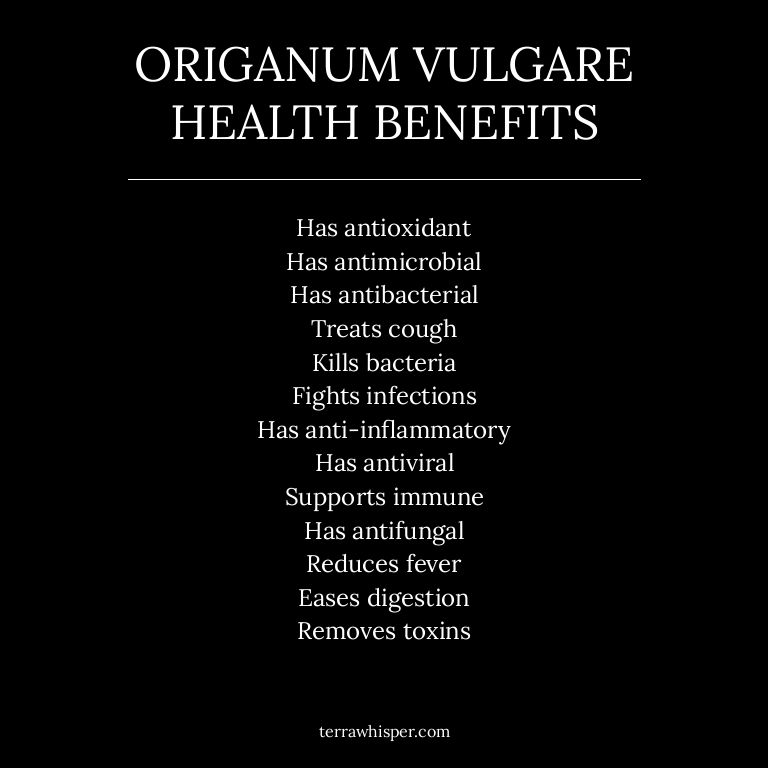 ORIGANUM VULGARE
HEALTH BENEFITS
Has antioxidant
Has antimicrobial
Has antibacterial
Treats cough
Kills bacteria
Fights infections
Has anti-inflammatory
Has antiviral
Supports immune
Has antifungal
Reduces fever
Eases digestion
Removes toxins
terrawhisper.com